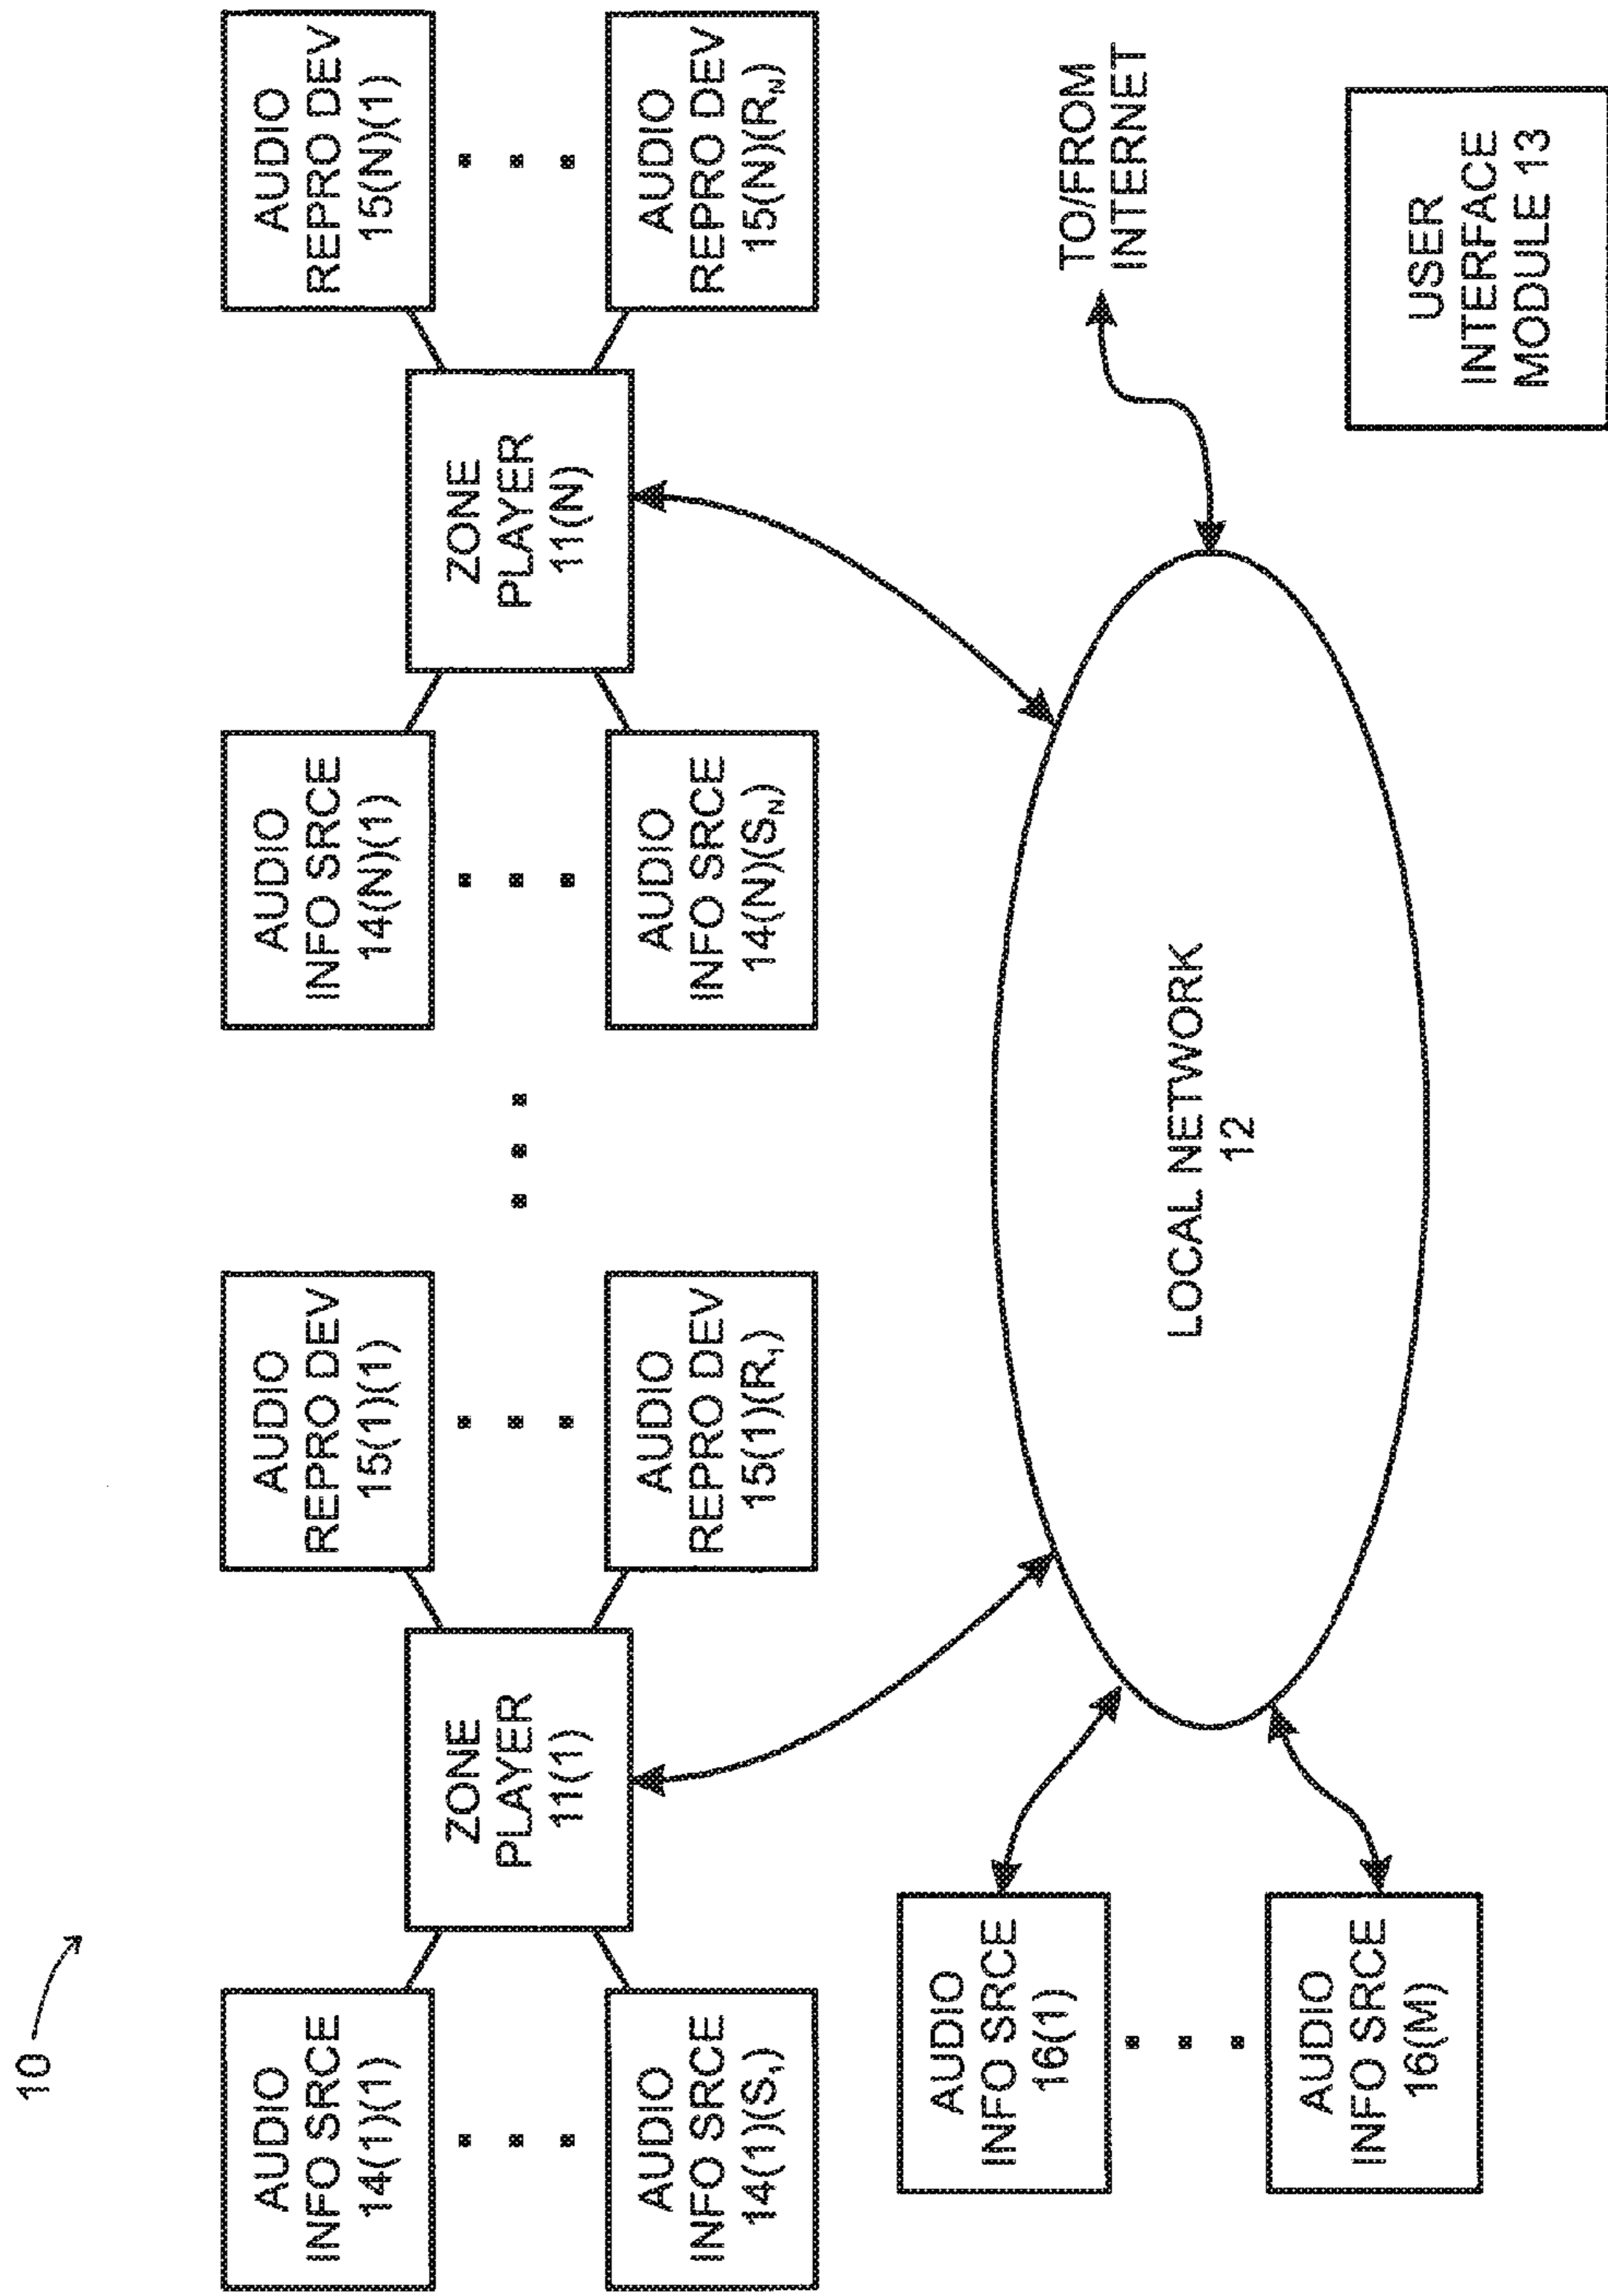 10
AUDIO
INFO SRCE
14(1)(1)
AUDIO
INFO SRCE
14(1)(S₁)
ZONE
PLAYER
11(1)
AUDIO
REPRO DEV
15(1)(1)
AUDIO
REPRO DEV
15(1)(R₁)
AUDIO
INFO SRCE
14(N)(1)
AUDIO
INFO SRCE
14(N)(S_N)
ZONE
PLAYER
11(N)
AUDIO
REPRO DEV
15(N)(1)
AUDIO
REPRO DEV
15(N)(R_N)
AUDIO
INFO SRCE
16(1)
AUDIO
INFO SRCE
16(M)
LOCAL NETWORK
12
TO/FROM
INTERNET
USER
INTERFACE
MODULE 13